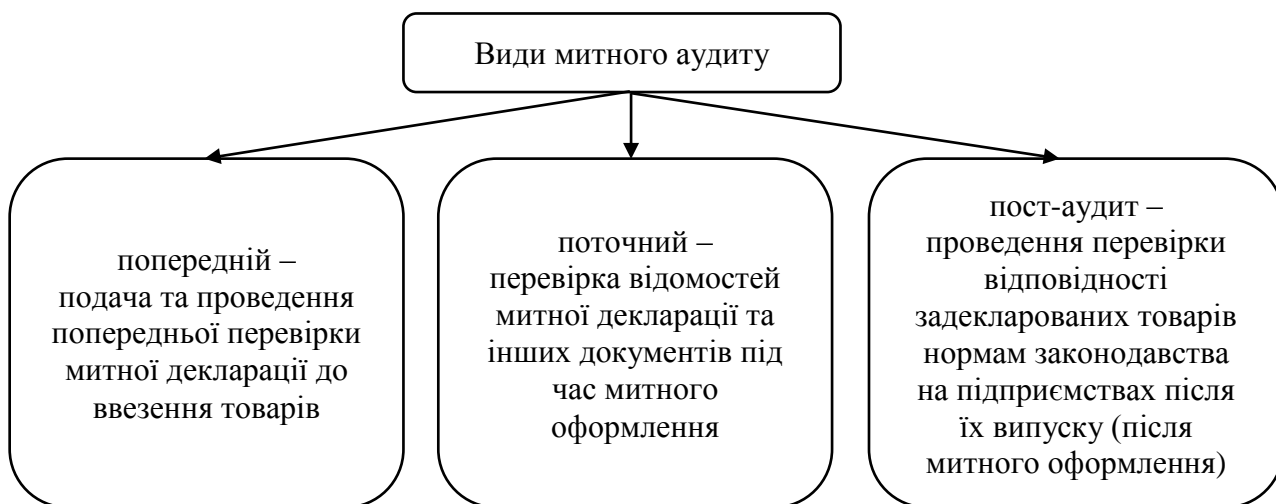 Види митного аудиту
попередній –
подача та проведення
попередньої перевірки
митної декларації до
ввезення товарів
поточний –
перевірка відомостей
митної декларації та
інших документів під
час митного
оформлення
пост-аудит –
проведення перевірки
відповідності
задекларованих товарів
нормам законодавства
на підприємствах після
їх випуску (після
митного оформлення)